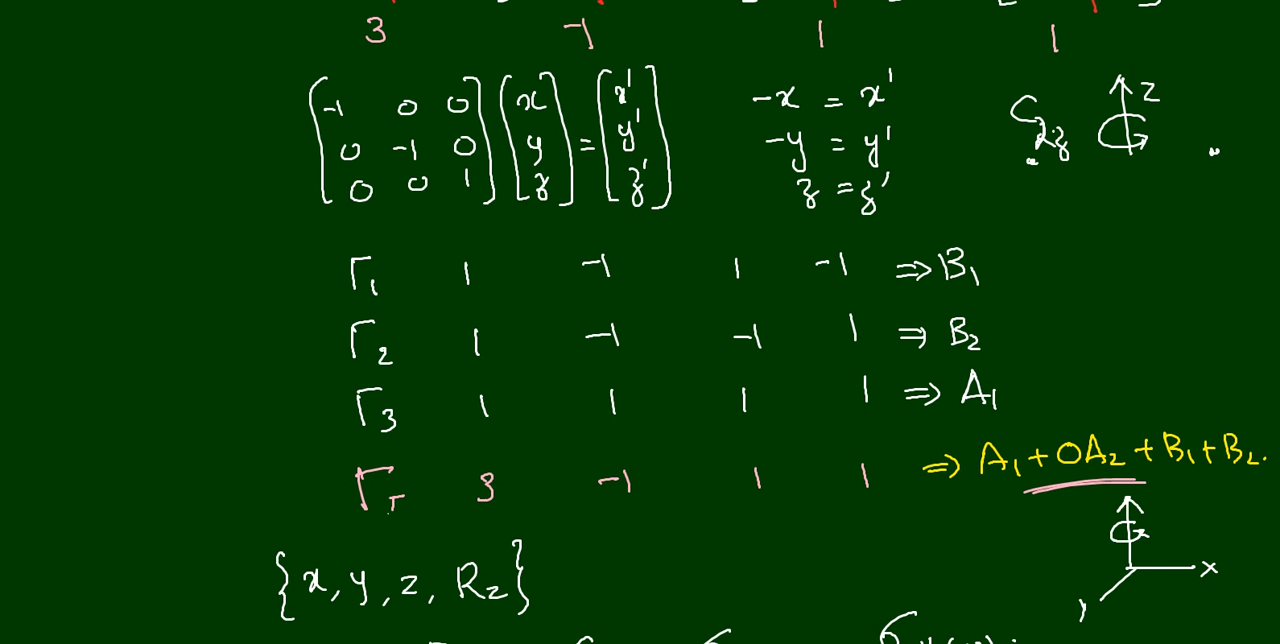 3 -1 1 1
[-1 0 0] [x] = [x'] -x = x' C2z z
[0 -1 0] [y] [y'] -y = y'
[0 0 1] [z] [z'] z = z'
Γ1 1 -1 1 -1 ⇒ B1
Γ2 1 -1 -1 1 ⇒ B2
Γ3 1 1 1 1 ⇒ A1
ΓT 3 -1 1 1 ⇒ A1 + 0A2 + B1 + B2.
x
{x, y, z, Rz}